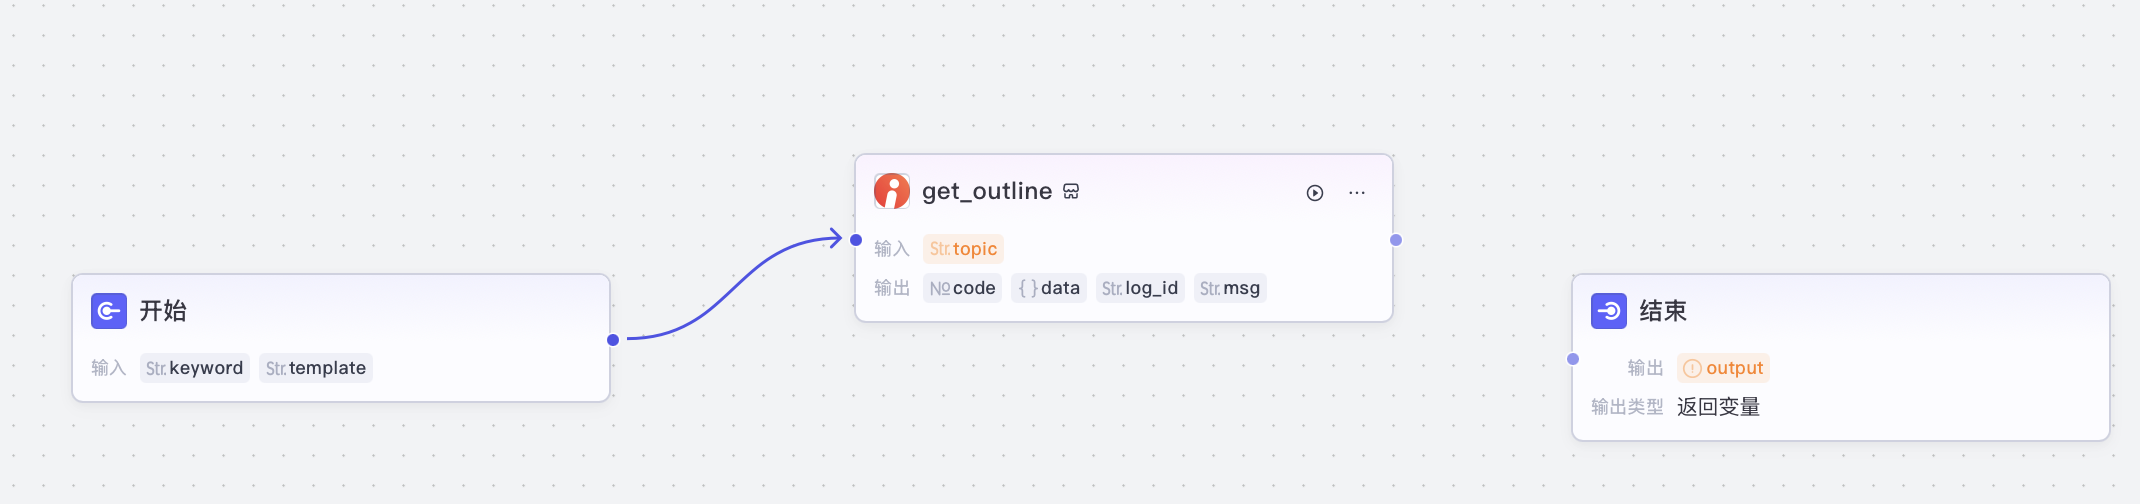 开始
输入 Str. keyword Str. template
get_outline
输入 Str. topic
输出 № code { } data Str. log_id Str. msg
结束
输出 output
输出类型 返回变量